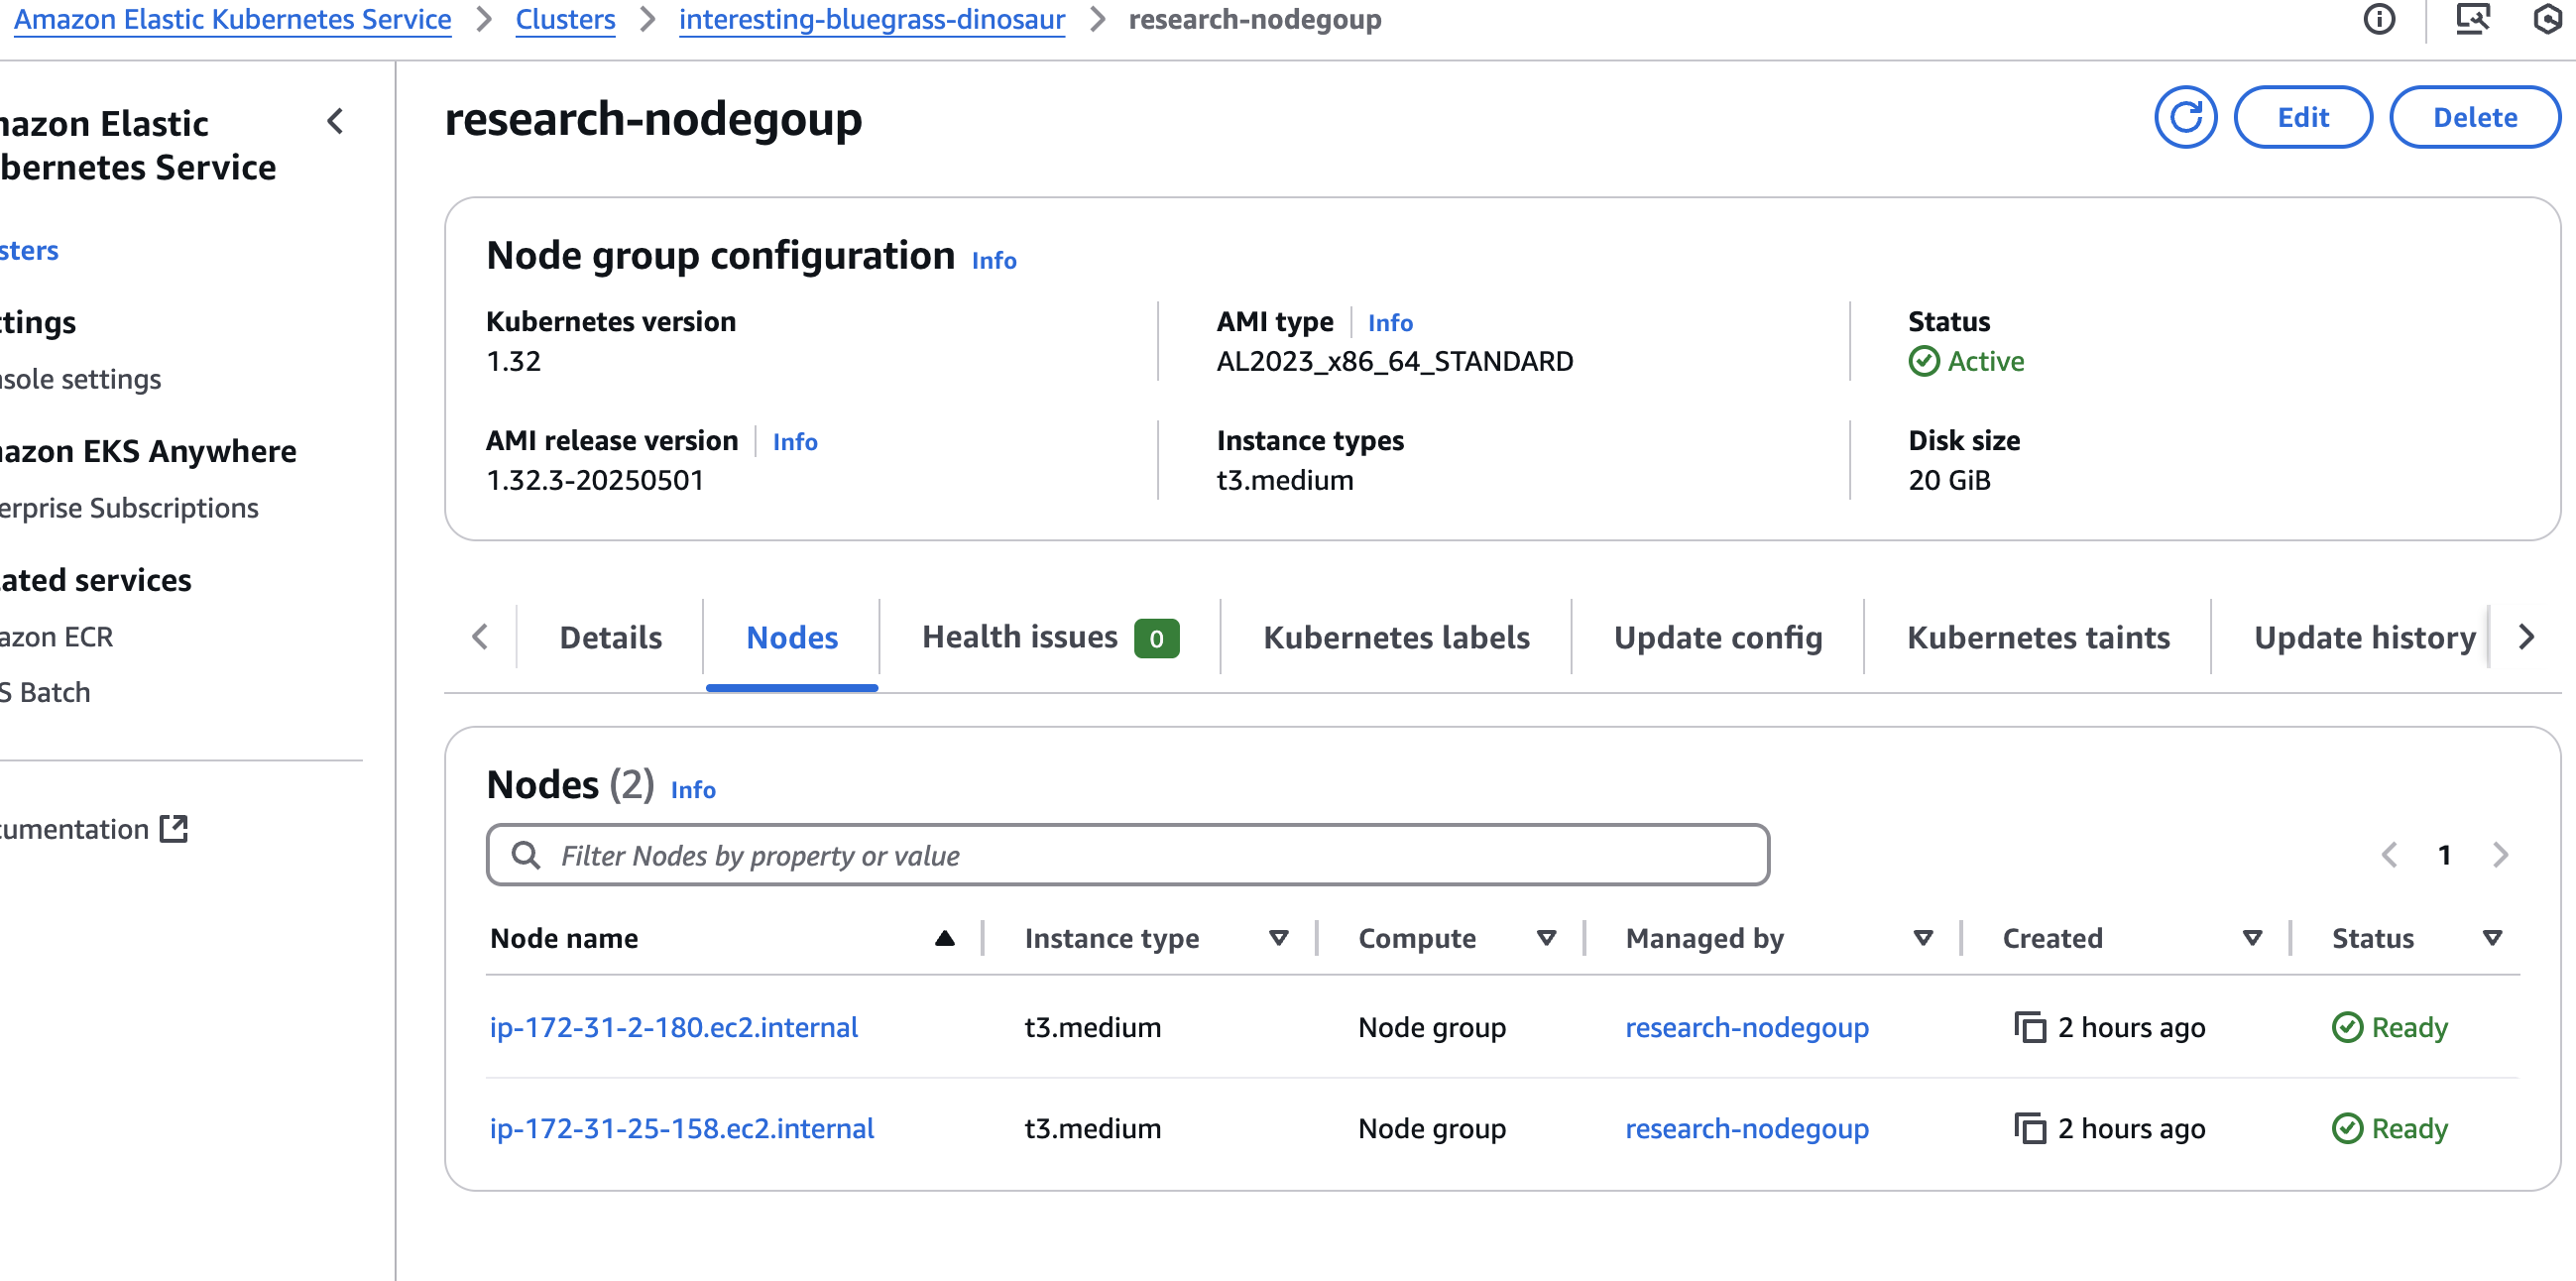 Amazon Elastic Kubernetes Service > Clusters > interesting-bluegrass-dinosaur > research-nodegoup
mazon Elastic
bernetes Service
sters
ttings
nsole settings
mazon EKS Anywhere
erprise Subscriptions
ated services
azon ECR
S Batch
cumentation
research-nodegoup
Edit
Delete
Node group configuration Info
Kubernetes version
1.32
AMI type Info
AL2023_x86_64_STANDARD
Status
Active
AMI release version Info
1.32.3-20250501
Instance types
t3.medium
Disk size
20 GiB
Details Nodes Health issues 0 Kubernetes labels Update config Kubernetes taints Update history
Nodes (2) Info
Filter Nodes by property or value
1
Node name Instance type Compute Managed by Created Status
ip-172-31-2-180.ec2.internal t3.medium Node group research-nodegoup 2 hours ago Ready
ip-172-31-25-158.ec2.internal t3.medium Node group research-nodegoup 2 hours ago Ready